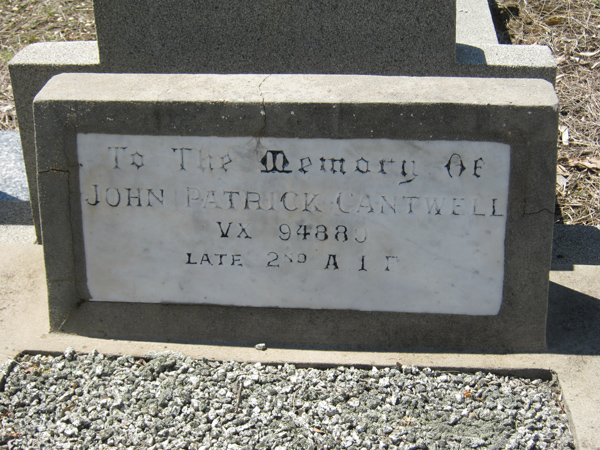 To The Memory Of
JOHN PATRICK CANTWELL
VX 94880
LATE 2ND A I F